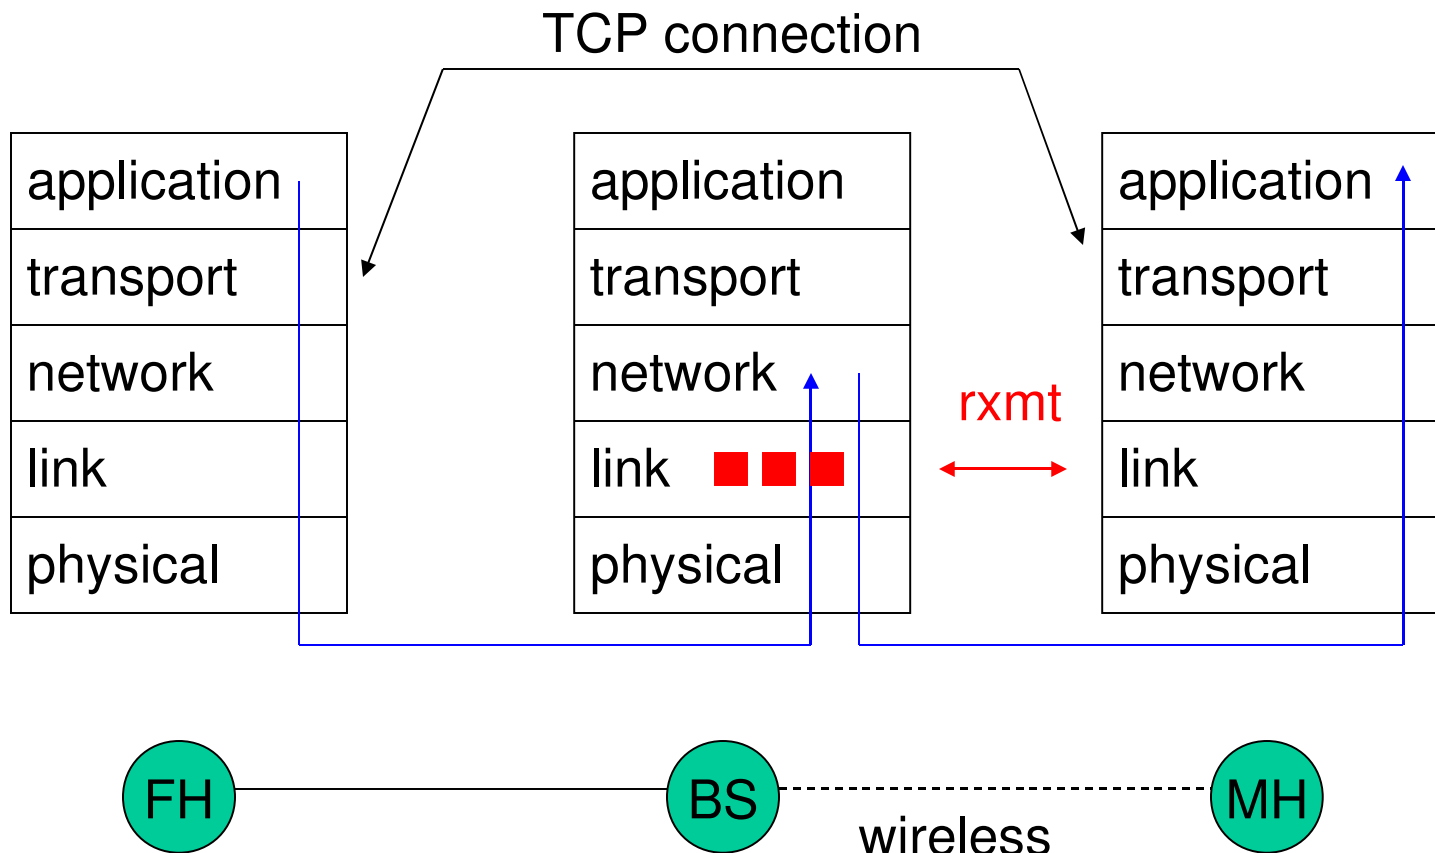 TCP connection
application
transport
network
link
physical
application
transport
network
link
physical
rxmt
application
transport
network
link
physical
FH
BS
MH
wireless